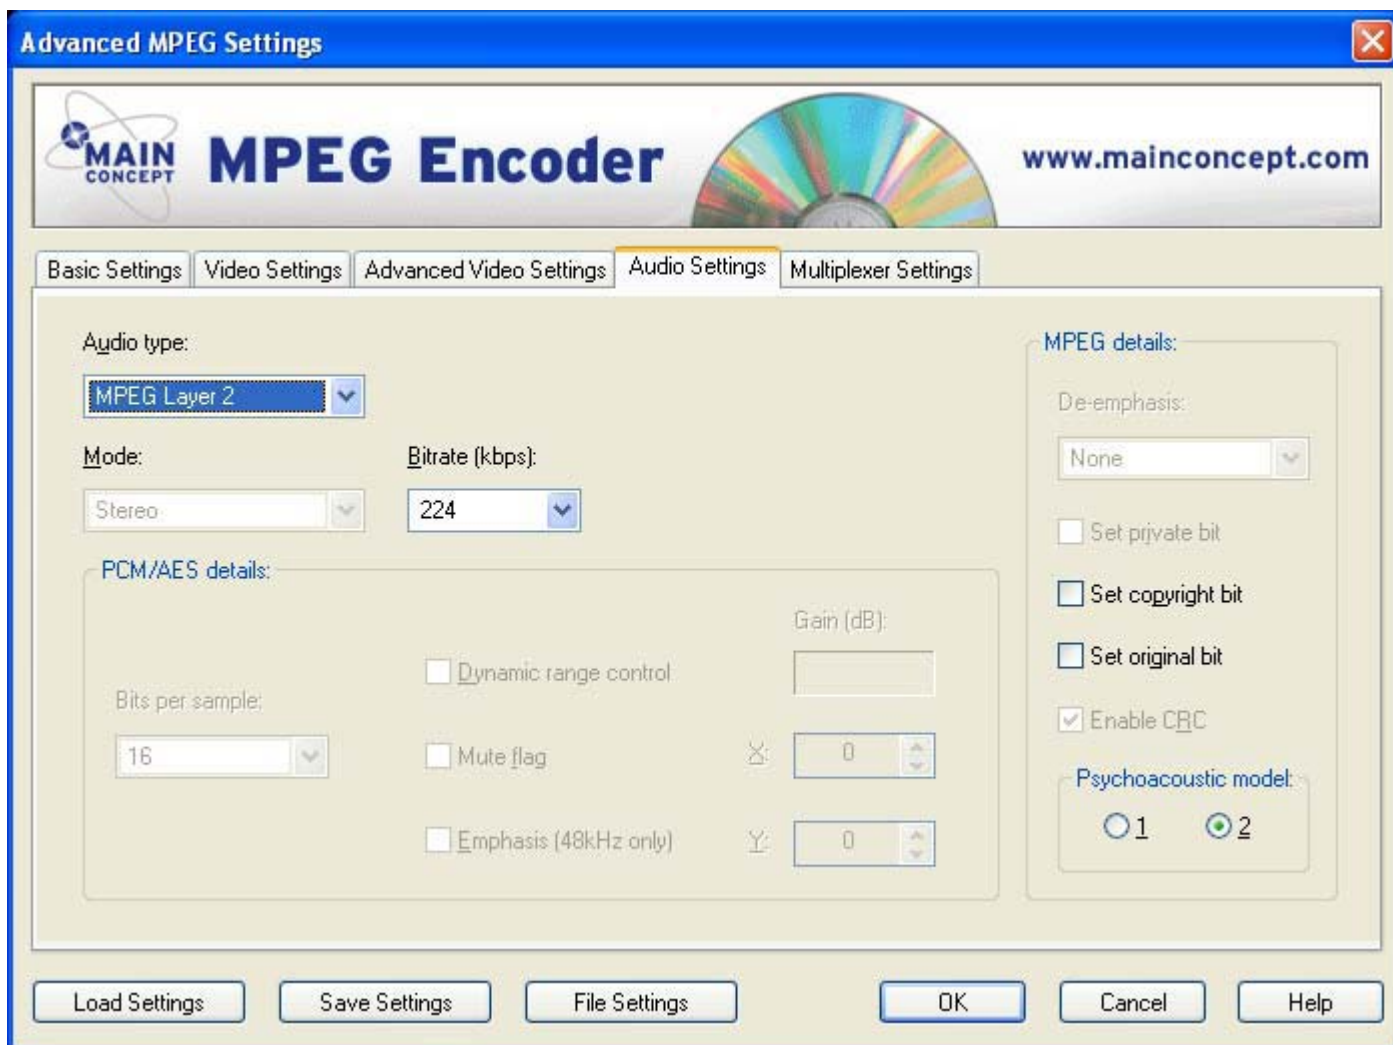 Advanced MPEG Settings
MAIN
CONCEPT
MPEG Encoder
www.mainconcept.com
Basic Settings
Video Settings
Advanced Video Settings
Audio Settings
Multiplexer Settings
Audio type:
MPEG Layer 2
Mode:
Bitrate (kbps):
Stereo
224
PCM/AES details:
Bits per sample:
16
Dynamic range control
Mute flag
Emphasis (48kHz only)
Gain (dB):
X:
0
Y:
0
MPEG details:
De-emphasis:
None
Set private bit
Set copyright bit
Set original bit
Enable CRC
Psychoacoustic model:
1
2
Load Settings
Save Settings
File Settings
OK
Cancel
Help